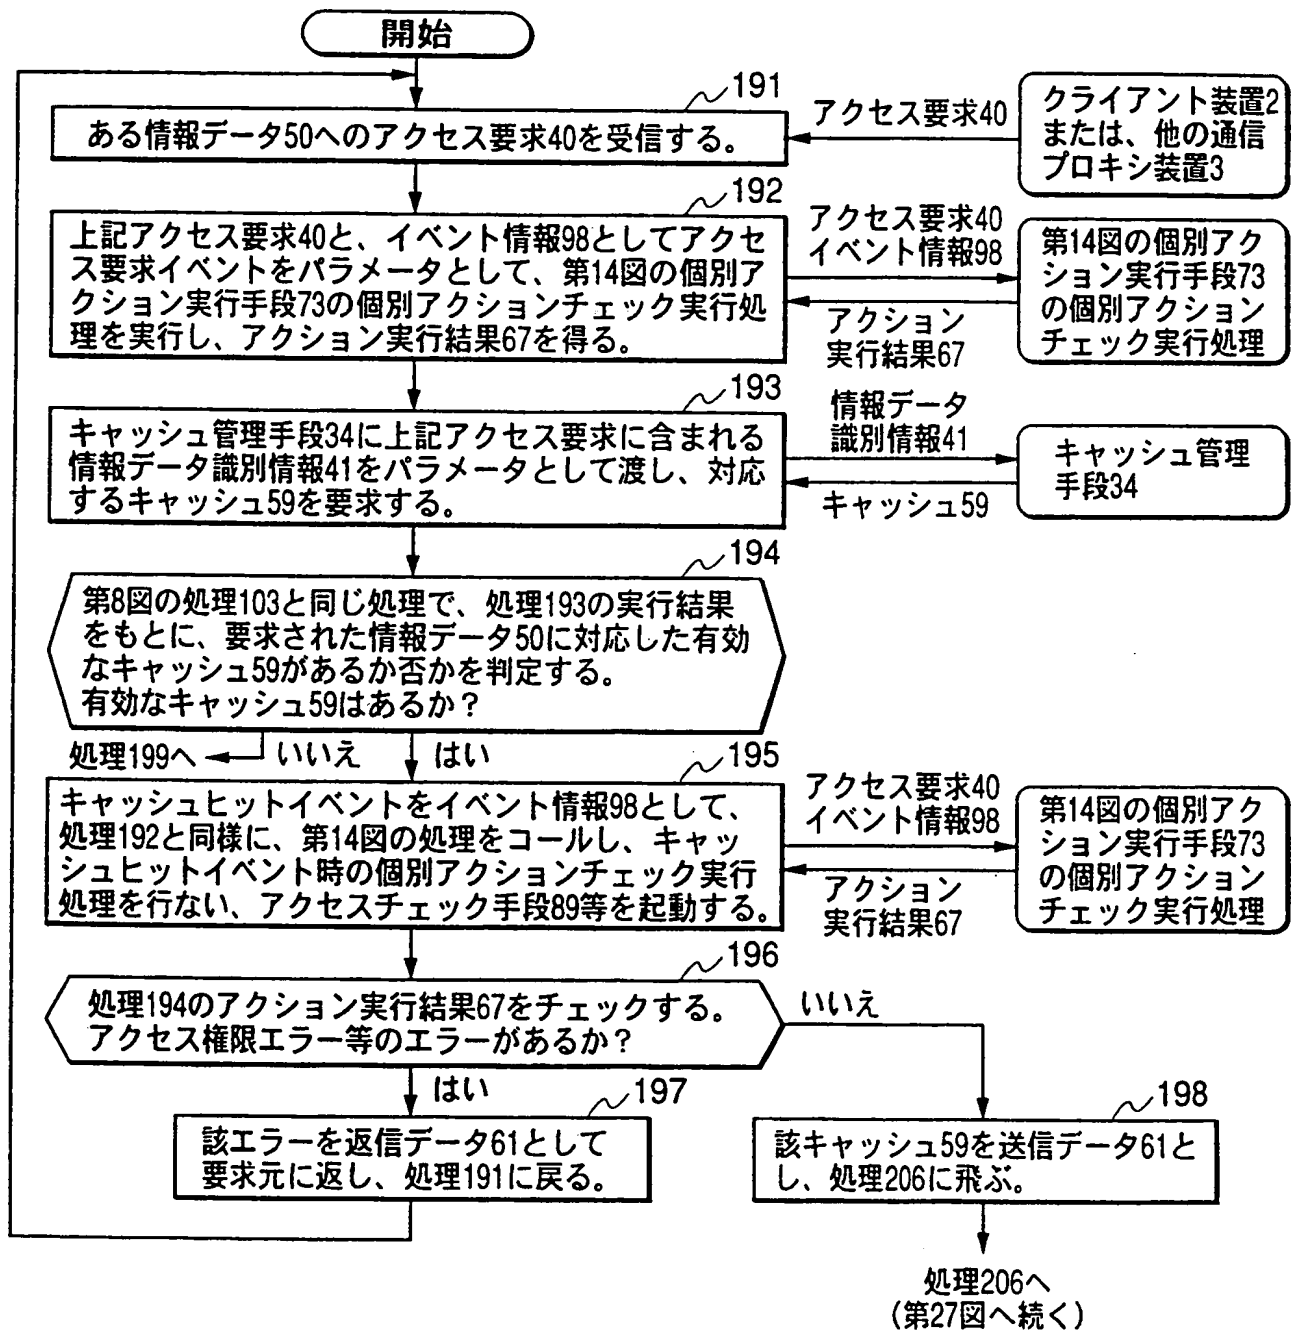 開始
191
ある情報データ50へのアクセス要求40を受信する。
アクセス要求40
クライアント装置2
または、他の通信
プロキシ装置3
192
上記アクセス要求40と、イベント情報98としてアクセ
ス要求イベントをパラメータとして、第14図の個別ア
クション実行手段73の個別アクションチェック実行処
理を実行し、アクション実行結果67を得る。
アクセス要求40
イベント情報98
アクション
実行結果67
第14図の個別アク
ション実行手段73
の個別アクション
チェック実行処理
193
キャッシュ管理手段34に上記アクセス要求に含まれる
情報データ識別情報41をパラメータとして渡し、対応
するキャッシュ59を要求する。
情報データ
識別情報41
キャッシュ59
キャッシュ管理
手段34
194
第8図の処理103と同じ処理で、処理193の実行結果
をもとに、要求された情報データ50に対応した有効
なキャッシュ59があるか否かを判定する。
有効なキャッシュ59はあるか？
処理199へ
いいえ
はい
195
キャッシュヒットイベントをイベント情報98として、
処理192と同様に、第14図の処理をコールし、キャッ
シュヒットイベント時の個別アクションチェック実行
処理を行ない、アクセスチェック手段89等を起動する。
アクセス要求40
イベント情報98
アクション
実行結果67
第14図の個別アク
ション実行手段73
の個別アクション
チェック実行処理
196
処理194のアクション実行結果67をチェックする。
アクセス権限エラー等のエラーがあるか？
いいえ
はい
197
該エラーを返信データ61として
要求元に返し、処理191に戻る。
198
該キャッシュ59を送信データ61と
し、処理206に飛ぶ。
処理206へ
(第27図へ続く)